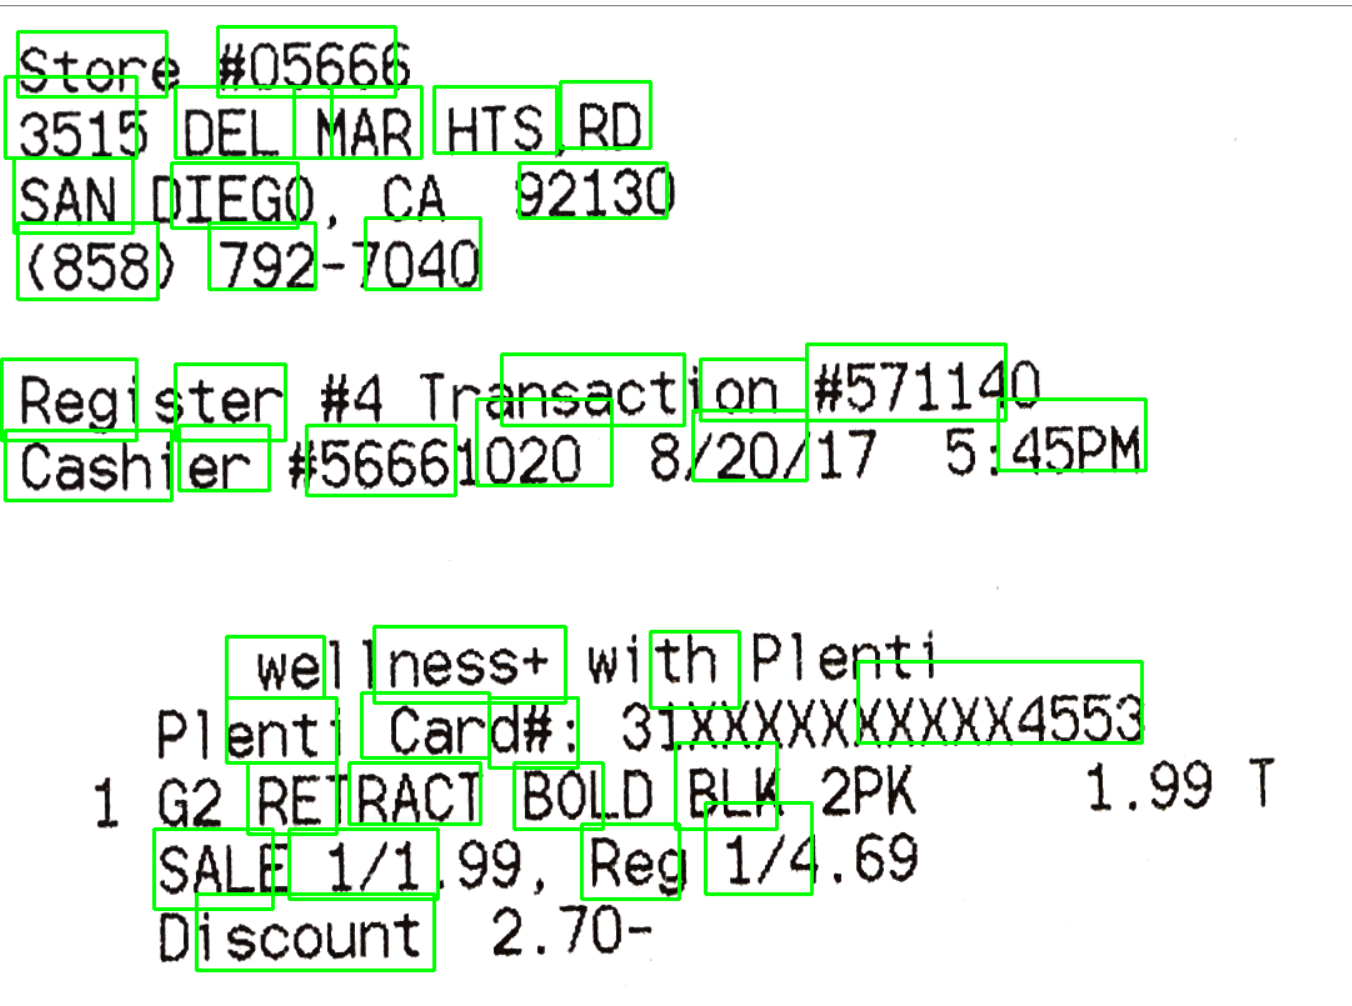 Store #05666
3515 DEL MAR HTS,RD
SAN DIEGO, CA 92130
(858) 792-7040
Register #4 Transaction #571140
Cashier #56661020 8/20/17 5:45PM
wellness+ with Plenti
Plenti Card#: 31XXXXXXXXXX4553
1 G2 RETRACT BOLD BLK 2PK 1.99 T
SALE 1/1.99, Reg 1/4.69
Discount 2.70-